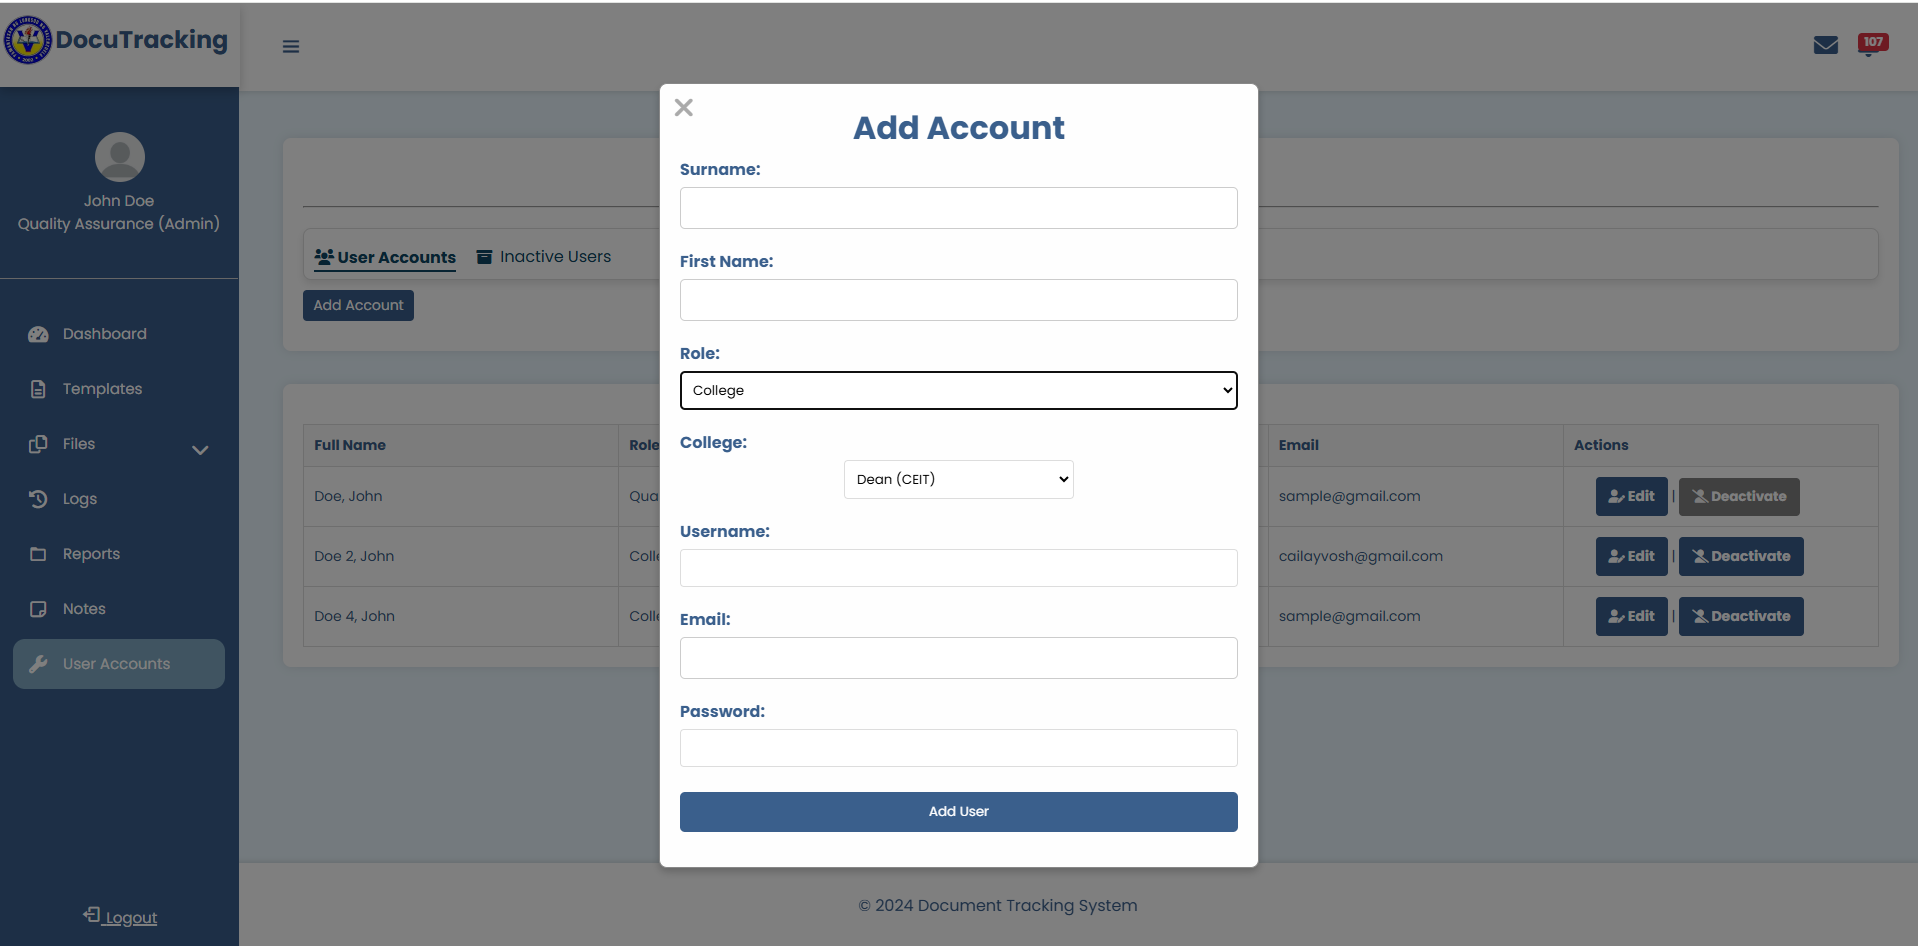 DocuTracking
107
John Doe
Quality Assurance (Admin)
Dashboard
Templates
Files
Logs
Reports
Notes
User Accounts
Logout
User Accounts
Inactive Users
Add Account
Full Name
Role
Email
Actions
Doe, John
Qua
sample@gmail.com
Edit | Deactivate
Doe 2, John
Colle
cailayvosh@gmail.com
Edit | Deactivate
Doe 4, John
Colle
sample@gmail.com
Edit | Deactivate
Add Account
Surname:
First Name:
Role:
College
College:
Dean (CEIT)
Username:
Email:
Password:
Add User
© 2024 Document Tracking System